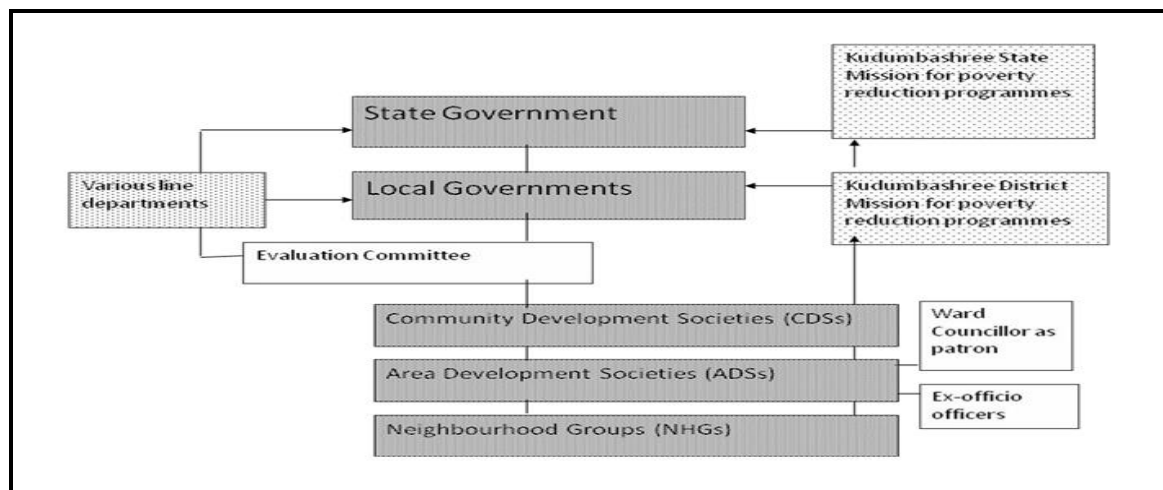 Kudumbashree State
Mission for poverty
reduction programmes
State Government
Various line
departments
Local Governments
Kudumbashree District
Mission for poverty
reduction programmes
Evaluation Committee
Community Development Societies (CDSs)
Ward
Councillor as
patron
Area Development Societies (ADSs)
Ex-officio
officers
Neighbourhood Groups (NHGs)